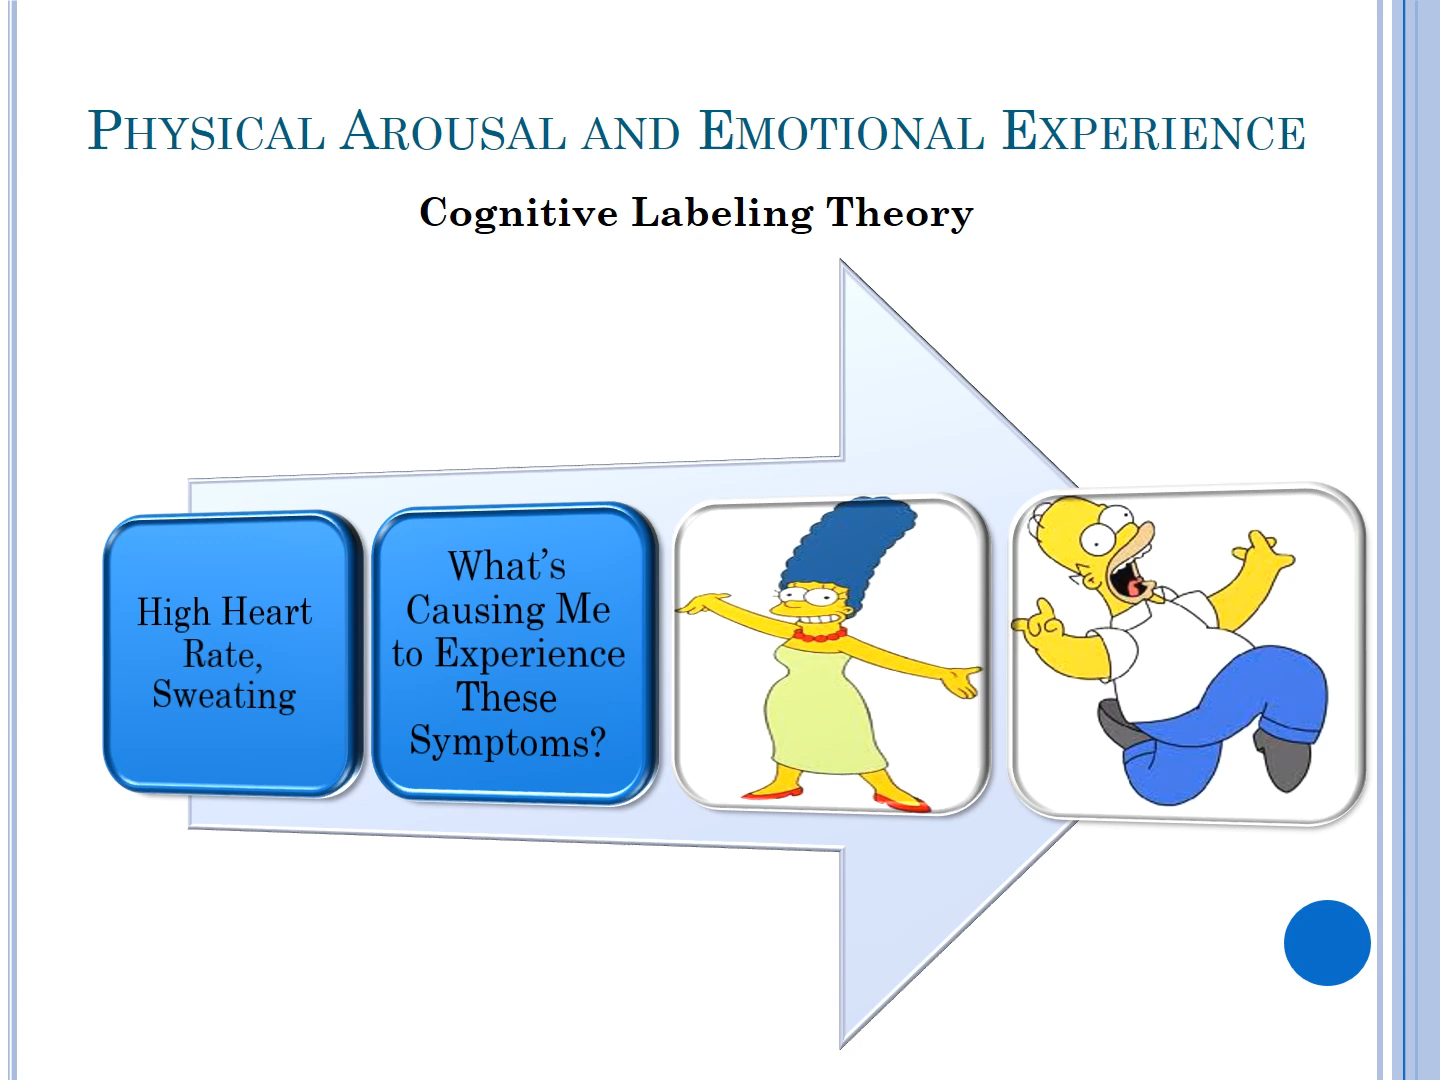 Physical Arousal and Emotional Experience
Cognitive Labeling Theory
High Heart
Rate,
Sweating
What’s
Causing Me
to Experience
These
Symptoms?